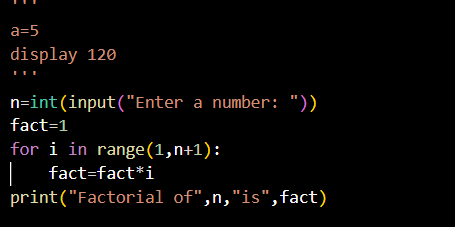 '''
a=5
display 120
'''
n=int(input("Enter a number: "))
fact=1
for i in range(1,n+1):
    fact=fact*i
print("Factorial of",n,"is",fact)